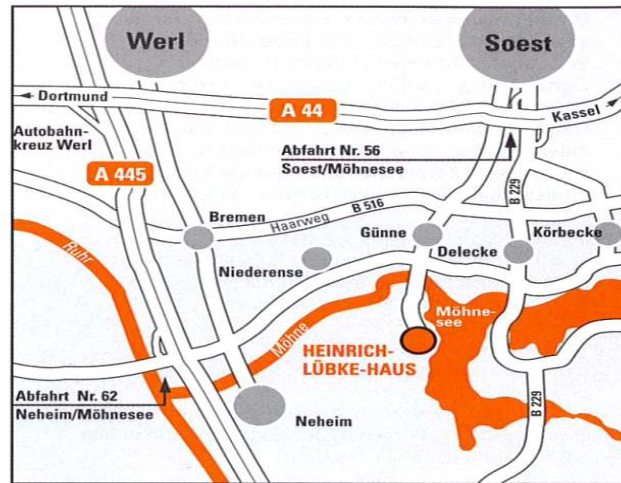 Werl
Soest
Dortmund
A 44
Kassel
Autobahn-
kreuz Werl
Abfahrt Nr. 56
Soest/Möhnesee
A 445
B 229
Bremen
Haarweg
B 516
Günne
Körbecke
Ruhr
Niederense
Delecke
Möhne-
see
Möhne
HEINRICH-
LÜBKE-HAUS
Abfahrt Nr. 62
Neheim/Möhnesee
Neheim
B 229